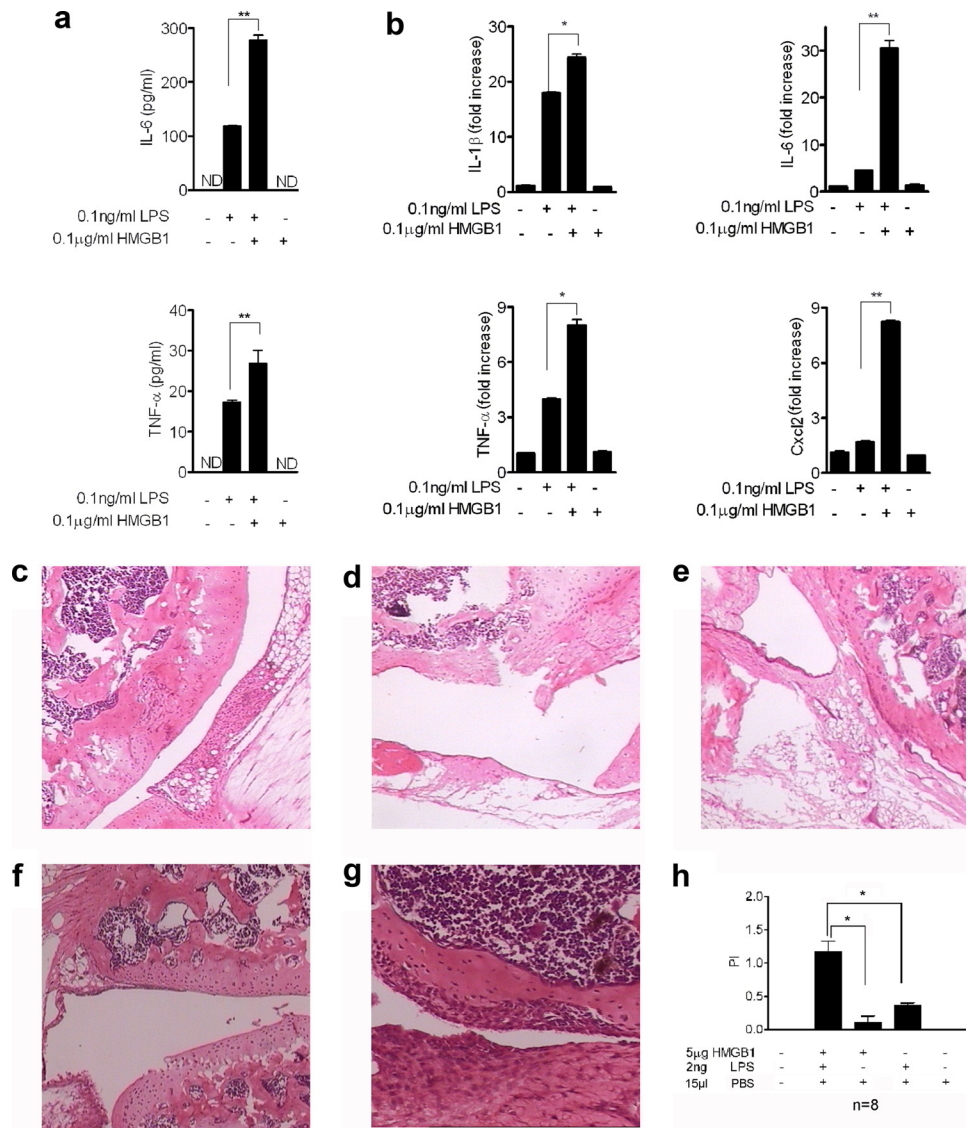 a
IL-6 (pg/ml)
300
200
100
0
ND
ND
**
0.1ng/ml LPS - + + -
0.1μg/ml HMGB1 - - + +
b
IL-1β (fold increase)
30
20
10
0
*
0.1ng/ml LPS - + + -
0.1μg/ml HMGB1 - - + +
IL-6 (fold increase)
30
20
10
0
**
0.1ng/ml LPS - + + -
0.1μg/ml HMGB1 - - + +
TNF-α (pg/ml)
40
30
20
10
0
ND
ND
**
0.1ng/ml LPS - + + -
0.1μg/ml HMGB1 - - + +
TNF-α (fold increase)
9
6
3
0
*
0.1ng/ml LPS - + + -
0.1μg/ml HMGB1 - - + +
Cxcl2 (fold increase)
9
6
3
0
**
0.1ng/ml LPS - + + -
0.1μg/ml HMGB1 - - + +
c
d
e
f
g
h
PI
2.0
1.5
1.0
0.5
0.0
*
*
5μg HMGB1 - + + - -
2ng LPS - + - + -
15μl PBS - + + + +
n=8